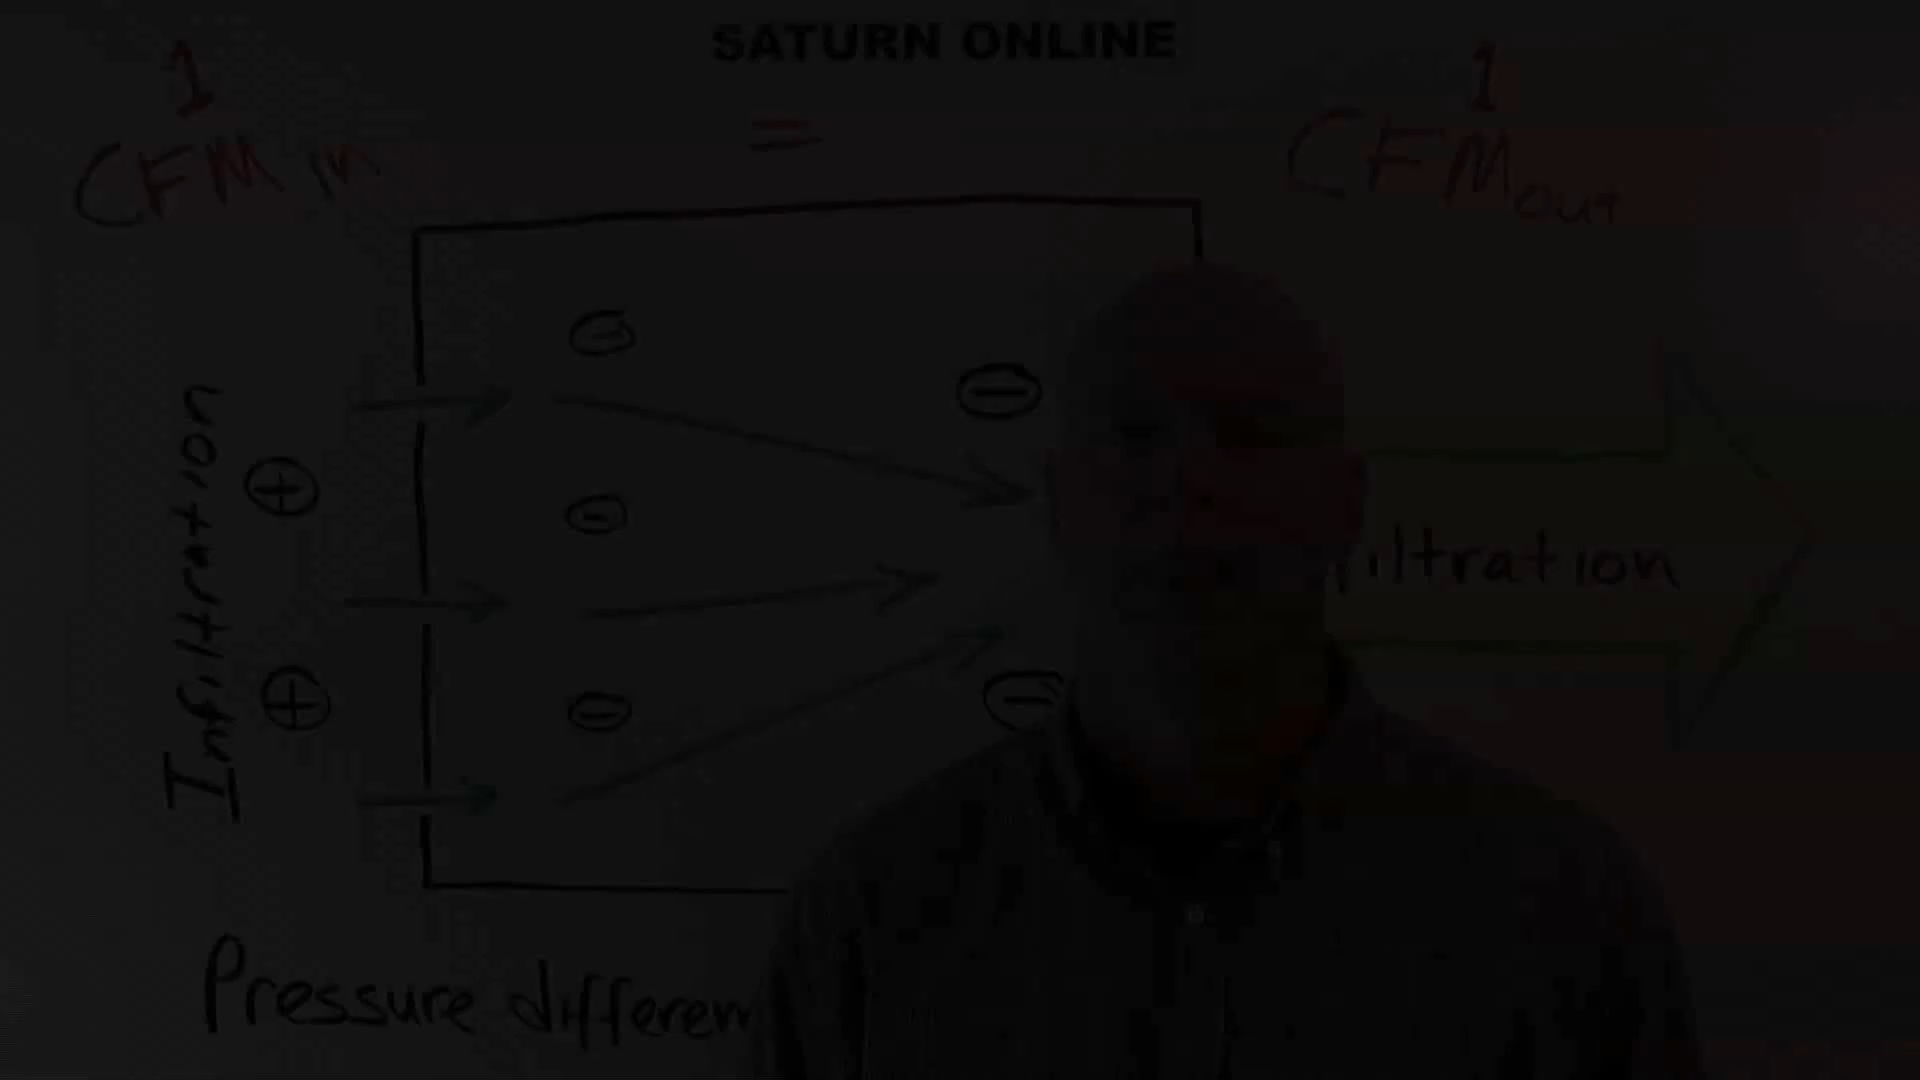 SATURN ONLINE
1 = 1
CFM in CFM out
Infiltration
iltration
+ - -
+ - -
-
Pressure differen